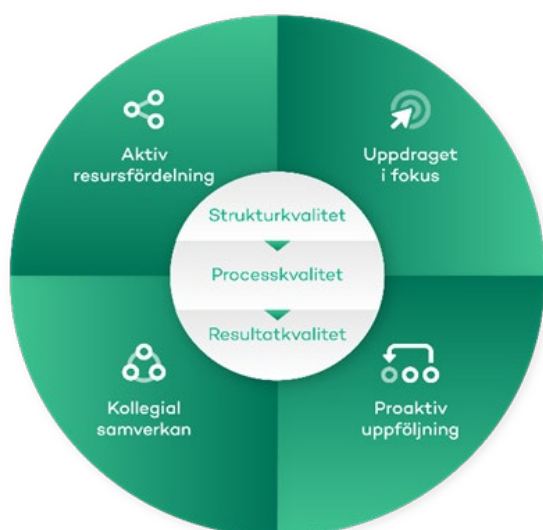 Aktiv
resursfördelning
Uppdraget
i fokus
Strukturkvalitet
Processkvalitet
Resultatkvalitet
Kollegial
samverkan
Proaktiv
uppföljning